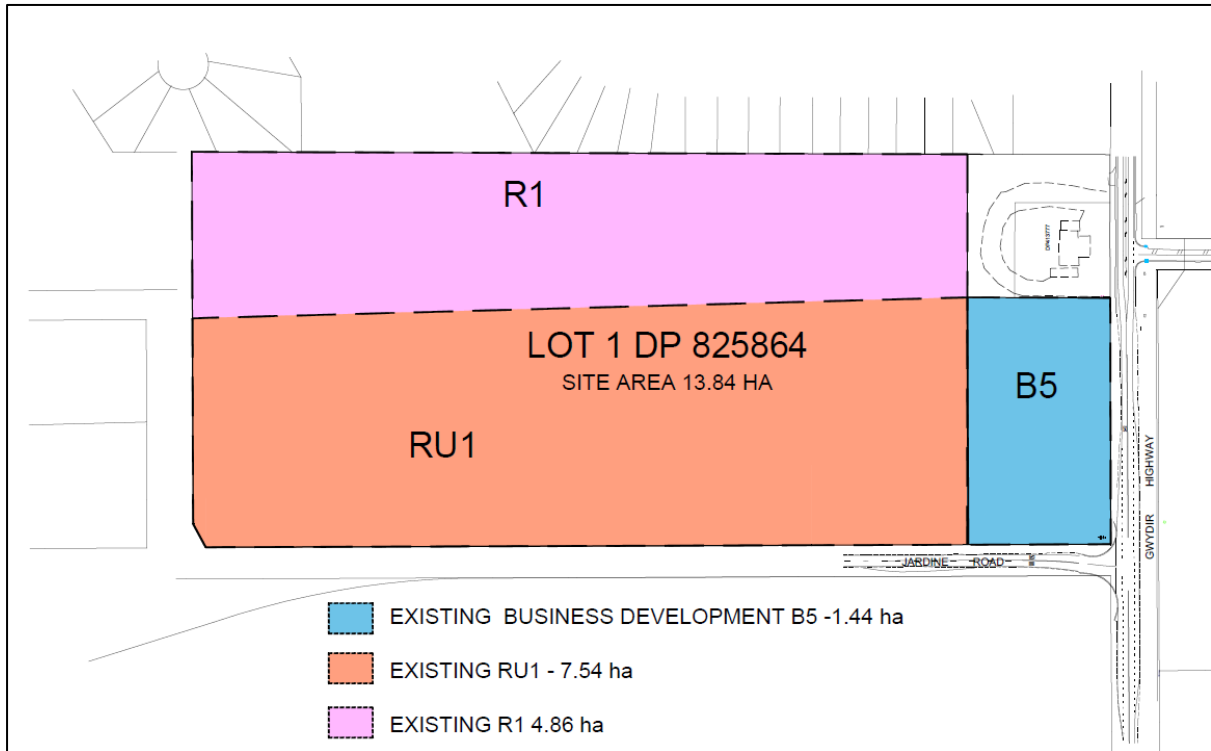 R1
DP413777
LOT 1 DP 825864
SITE AREA 13.84 HA
B5
RU1
GWYDIR HIGHWAY
JARDINE ROAD
EXISTING BUSINESS DEVELOPMENT B5 -1.44 ha
EXISTING RU1 - 7.54 ha
EXISTING R1 4.86 ha